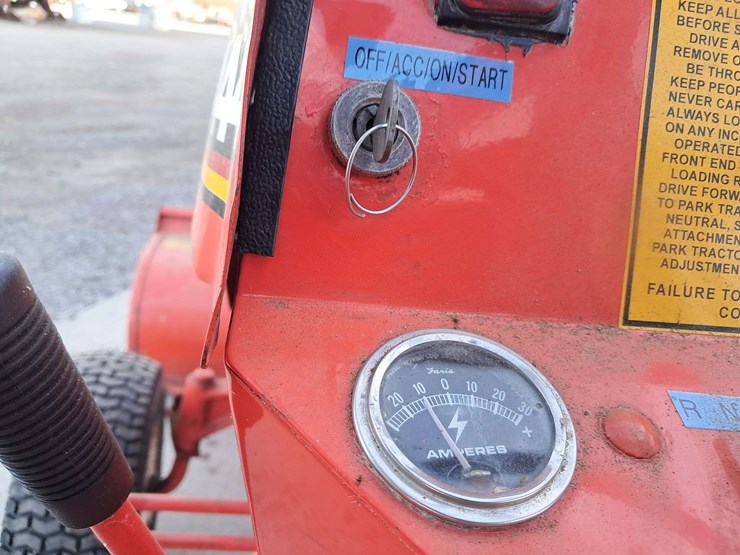 OFF/ACC/ON/START
KEEP ALL
BEFORE S
DRIVE A
REMOVE O
BE THRO
KEEP PEOP
NEVER CAR
ALWAYS LO
ON ANY INC
OPERATED
FRONT END
LOADING R
DRIVE FORWA
TO PARK TRA
NEUTRAL, S
ATTACHMEN
PARK TRACTO
ADJUSTMEN
FAILURE TO
CO
Faria
20 10 0 10 20 30
- +
AMPERES
R - N